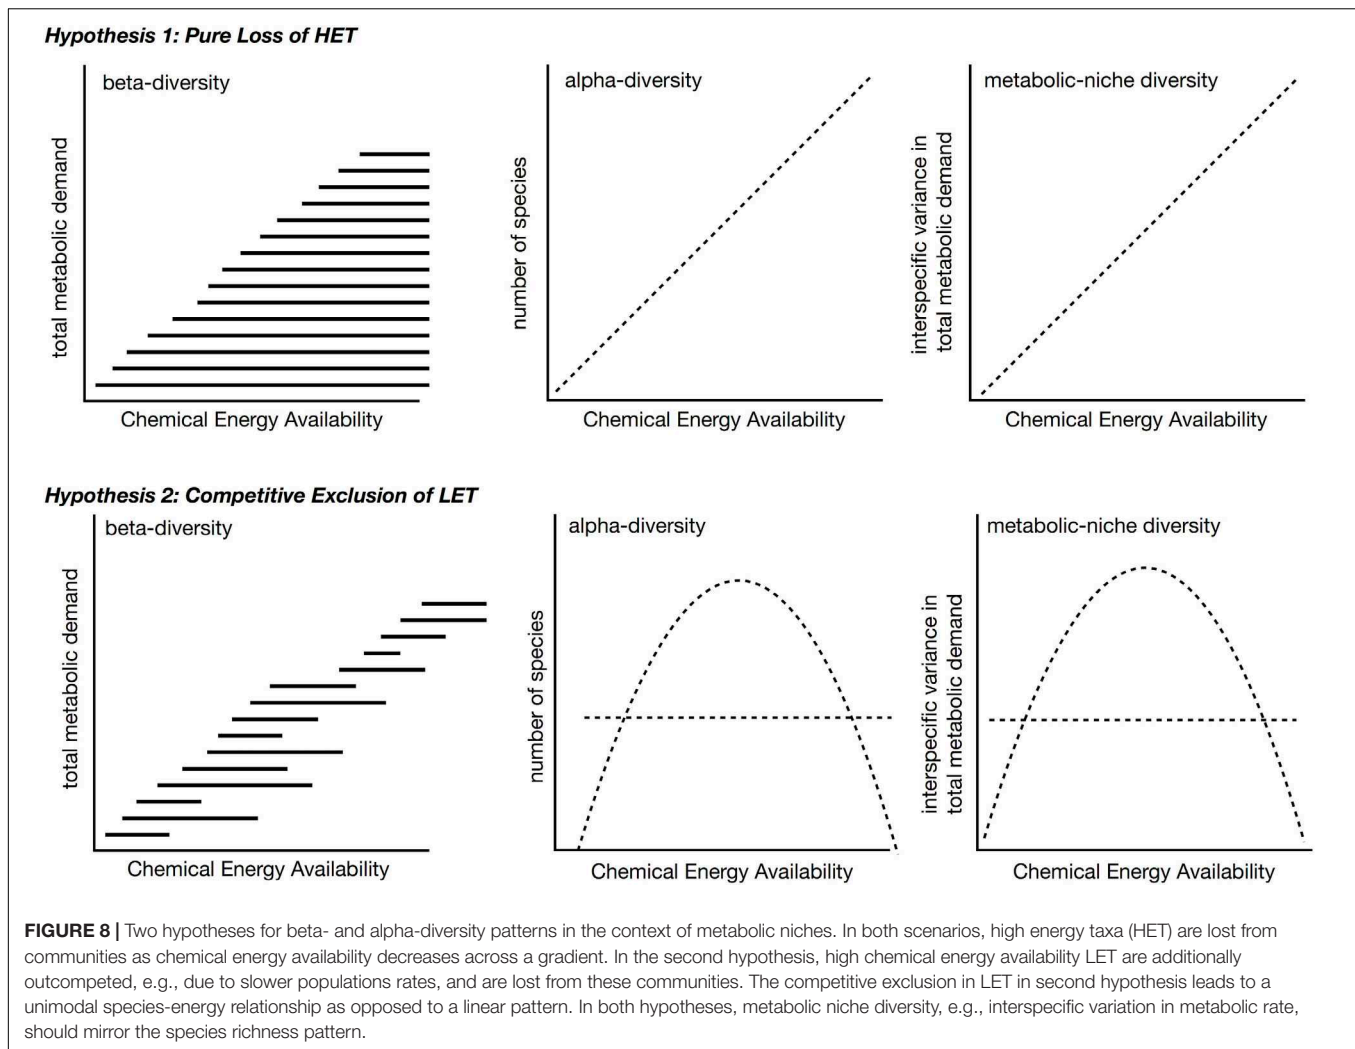 Hypothesis 1: Pure Loss of HET
beta-diversity
total metabolic demand
Chemical Energy Availability
alpha-diversity
number of species
Chemical Energy Availability
metabolic-niche diversity
interspecific variance in
total metabolic demand
Chemical Energy Availability
Hypothesis 2: Competitive Exclusion of LET
beta-diversity
total metabolic demand
Chemical Energy Availability
alpha-diversity
number of species
Chemical Energy Availability
metabolic-niche diversity
interspecific variance in
total metabolic demand
Chemical Energy Availability
FIGURE 8 | Two hypotheses for beta- and alpha-diversity patterns in the context of metabolic niches. In both scenarios, high energy taxa (HET) are lost from
communities as chemical energy availability decreases across a gradient. In the second hypothesis, high chemical energy availability LET are additionally
outcompeted, e.g., due to slower populations rates, and are lost from these communities. The competitive exclusion in LET in second hypothesis leads to a
unimodal species-energy relationship as opposed to a linear pattern. In both hypotheses, metabolic niche diversity, e.g., interspecific variation in metabolic rate,
should mirror the species richness pattern.